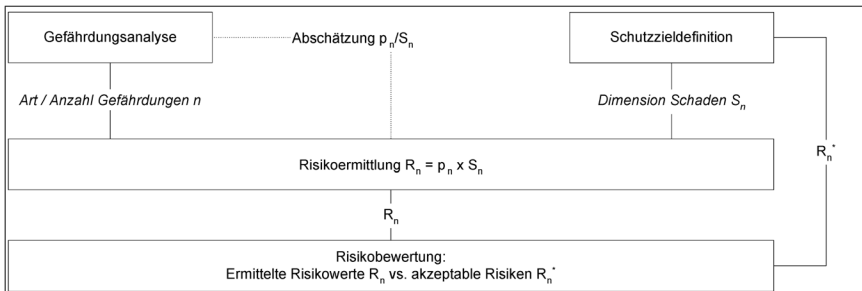 Gefährdungsanalyse
Abschätzung pn/Sn
Schutzzieldefinition
Art / Anzahl Gefährdungen n
Dimension Schaden Sn
Risikoermittlung Rn = pn x Sn
Rn*
Rn
Risikobewertung:
Ermittelte Risikowerte Rn vs. akzeptable Risiken Rn*